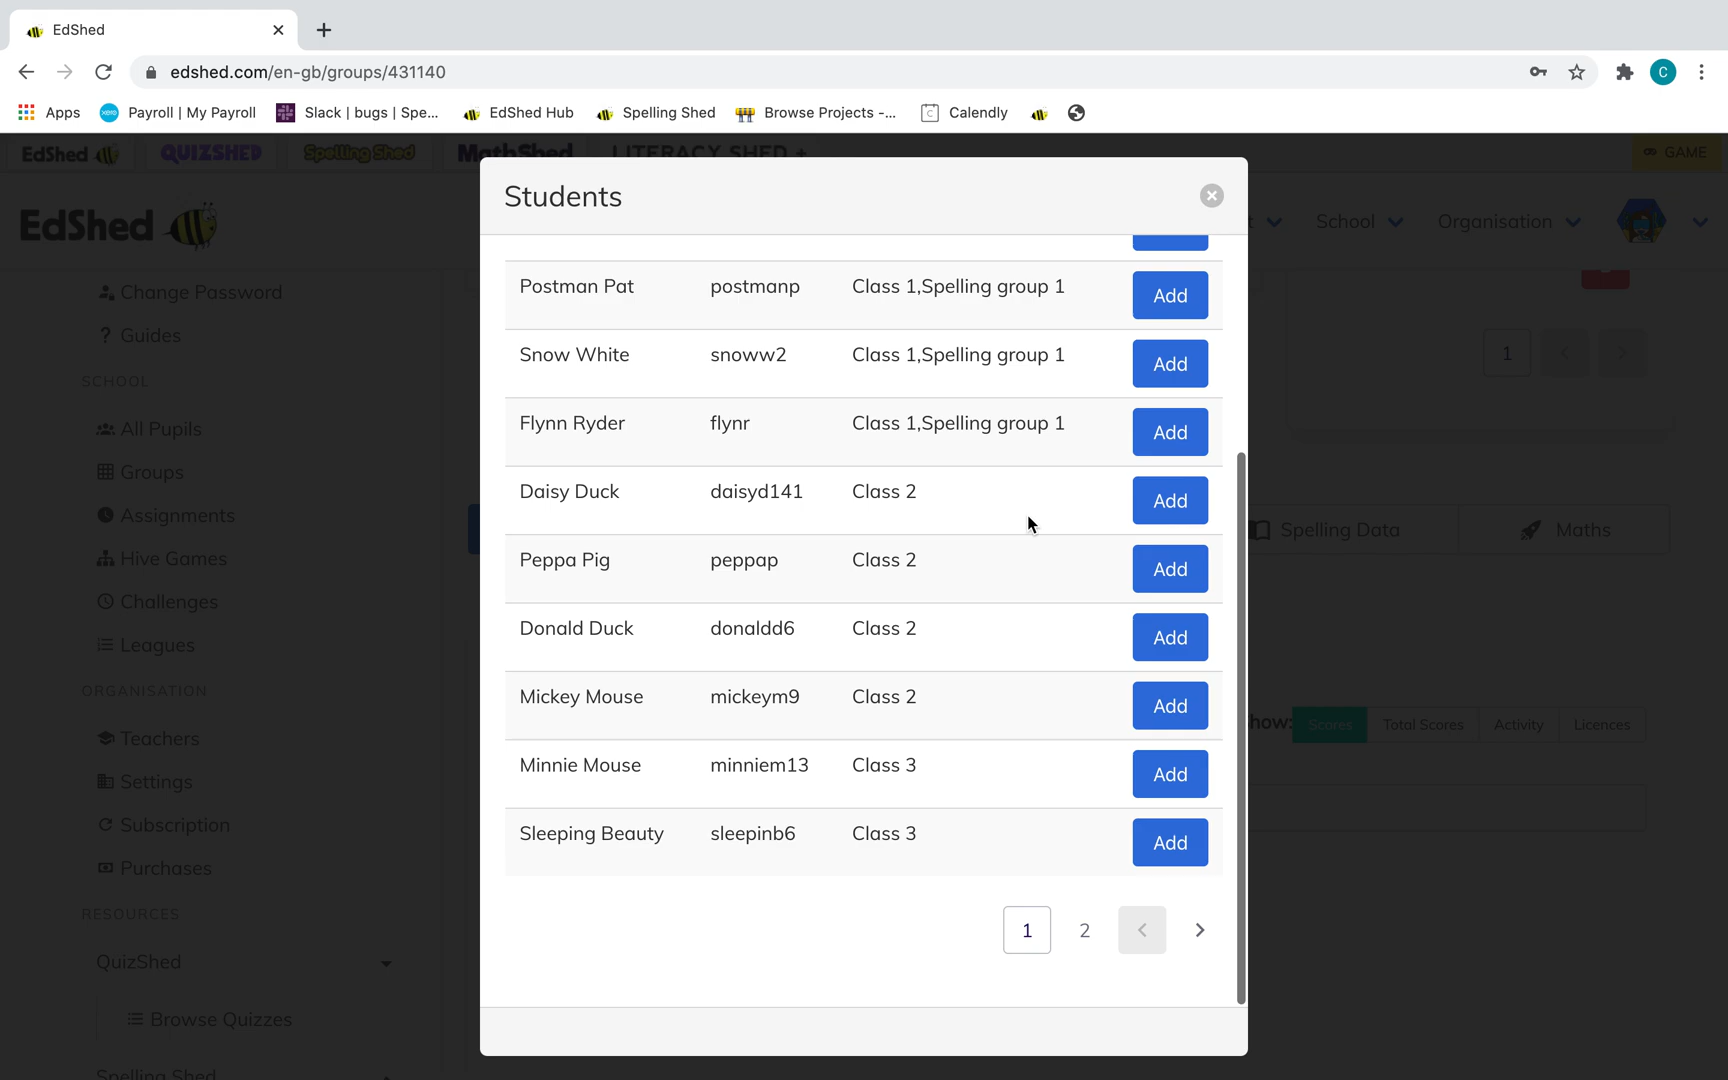 EdShed
edshed.com/en-gb/groups/431140
C
Apps
xero
Payroll | My Payroll
Slack | bugs | Spe...
EdShed Hub
Spelling Shed
Browse Projects -...
C
Calendly
EdShed
QUIZSHED
Spelling Shed
MathShed
LITERACY SHED +
GAME
Students
EdShed
t
School
Organisation
Change Password
? Guides
SCHOOL
All Pupils
Groups
Assignments
Hive Games
Challenges
Leagues
ORGANISATION
Teachers
Settings
Subscription
Purchases
RESOURCES
QuizShed
Browse Quizzes
Spelling Shed
Postman Pat postmanp Class 1,Spelling group 1 Add
Snow White snoww2 Class 1,Spelling group 1 Add
Flynn Ryder flynr Class 1,Spelling group 1 Add
Daisy Duck daisyd141 Class 2 Add
Peppa Pig peppap Class 2 Add
Donald Duck donaldd6 Class 2 Add
Mickey Mouse mickeym9 Class 2 Add
Minnie Mouse minniem13 Class 3 Add
Sleeping Beauty sleepinb6 Class 3 Add
1 2 < >
1 < >
Spelling Data
Maths
how:
Scores
Total Scores
Activity
Licences